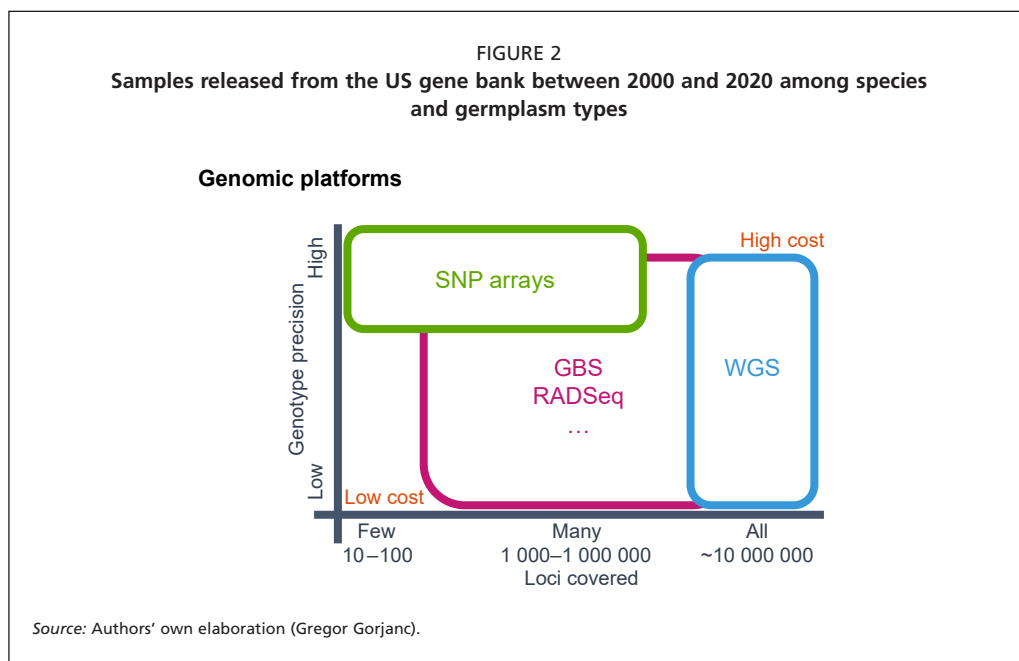 FIGURE 2
Samples released from the US gene bank between 2000 and 2020 among species
and germplasm types
Genomic platforms
High cost
High
SNP arrays
Genotype precision
GBS
RADSeq
…
WGS
Low
Low cost
Few
10–100
Many
1 000–1 000 000
All
~10 000 000
Loci covered
Source: Authors' own elaboration (Gregor Gorjanc).